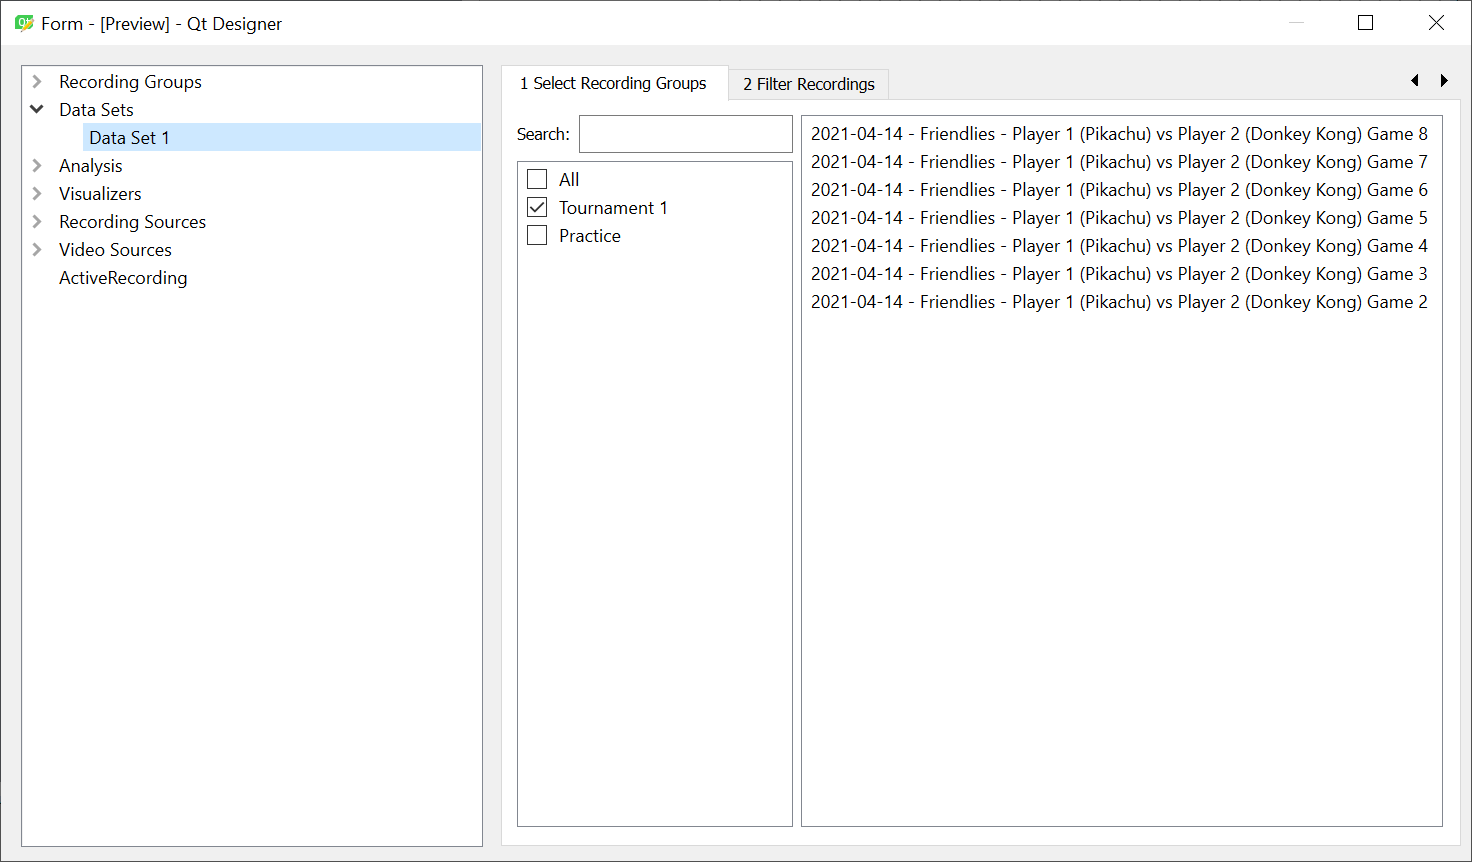 Form - [Preview] - Qt Designer
Recording Groups
Data Sets
Data Set 1
Analysis
Visualizers
Recording Sources
Video Sources
ActiveRecording
1 Select Recording Groups
2 Filter Recordings
Search:
All
Tournament 1
Practice
2021-04-14 - Friendlies - Player 1 (Pikachu) vs Player 2 (Donkey Kong) Game 8
2021-04-14 - Friendlies - Player 1 (Pikachu) vs Player 2 (Donkey Kong) Game 7
2021-04-14 - Friendlies - Player 1 (Pikachu) vs Player 2 (Donkey Kong) Game 6
2021-04-14 - Friendlies - Player 1 (Pikachu) vs Player 2 (Donkey Kong) Game 5
2021-04-14 - Friendlies - Player 1 (Pikachu) vs Player 2 (Donkey Kong) Game 4
2021-04-14 - Friendlies - Player 1 (Pikachu) vs Player 2 (Donkey Kong) Game 3
2021-04-14 - Friendlies - Player 1 (Pikachu) vs Player 2 (Donkey Kong) Game 2